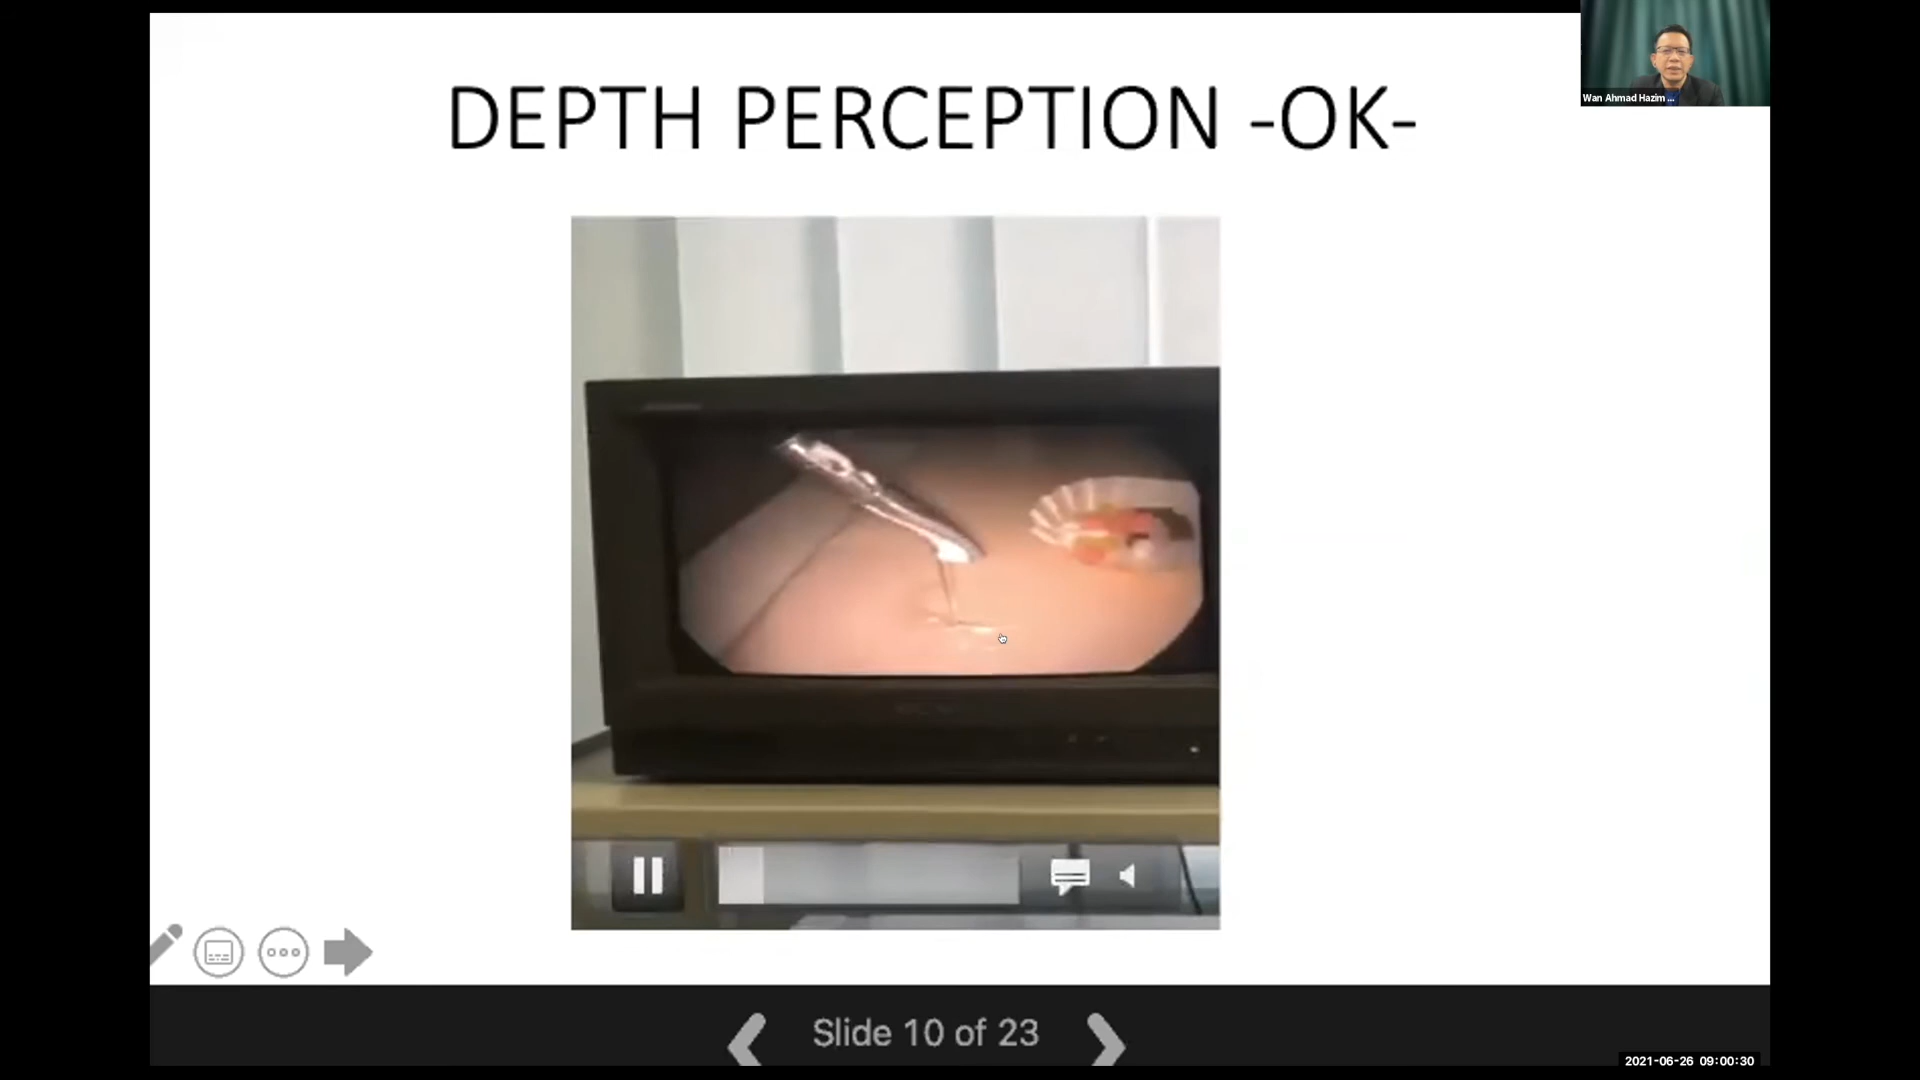 DEPTH PERCEPTION -OK-
Wan Ahmad Hazim ...
Slide 10 of 23
2021-06-26 09:00:30